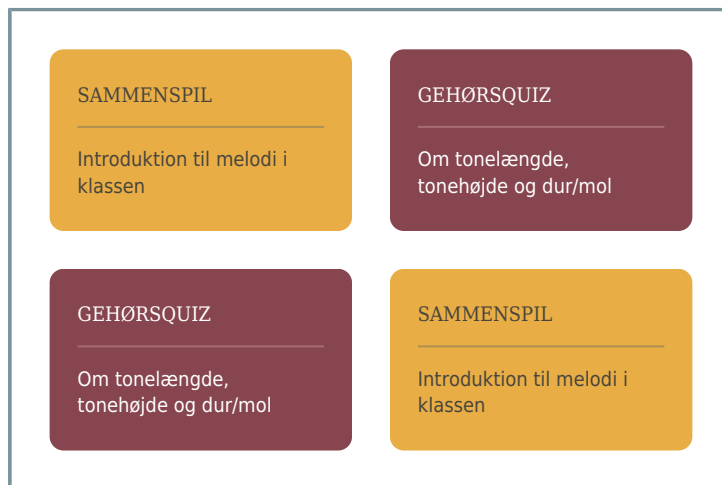 SAMMENSPIL
Introduktion til melodi i
klassen
GEHØRSQUIZ
Om tonelængde,
tonehøjde og dur/mol
GEHØRSQUIZ
Om tonelængde,
tonehøjde og dur/mol
SAMMENSPIL
Introduktion til melodi i
klassen